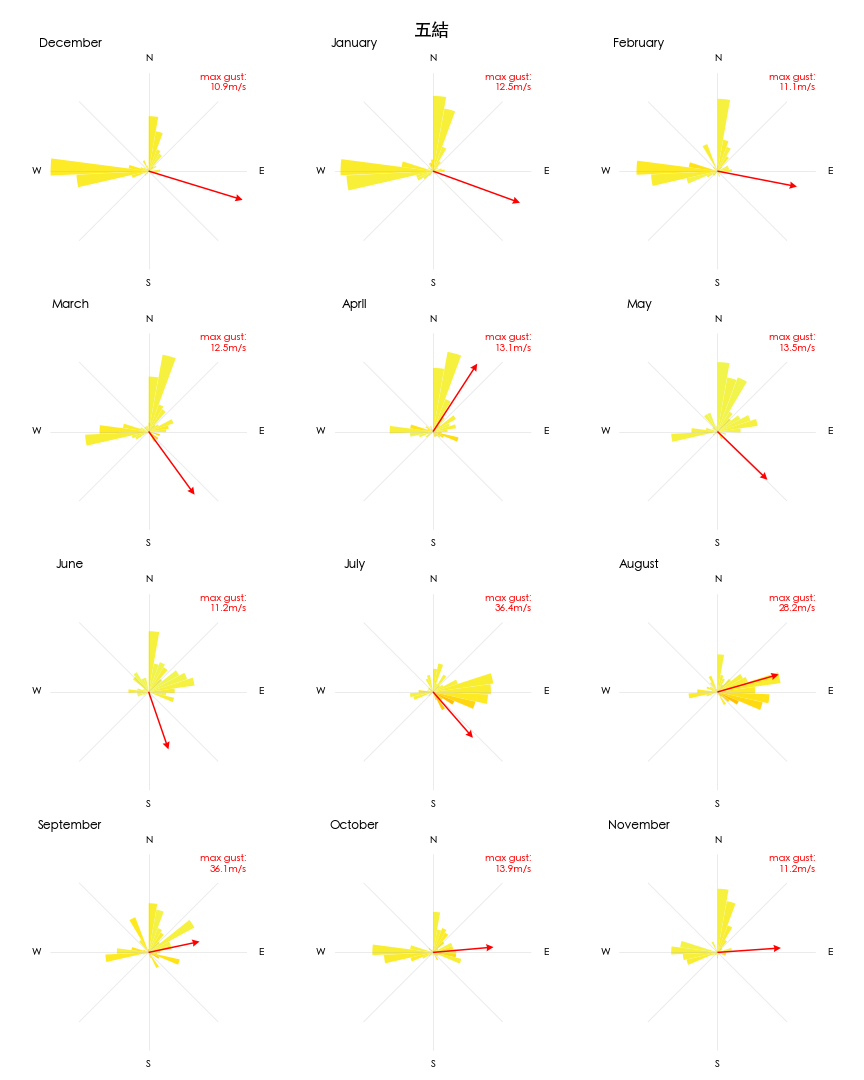 五結
December
N
max gust:
10.9m/s
W
E
S
January
N
max gust:
12.5m/s
W
E
S
February
N
max gust:
11.1m/s
W
E
S
March
N
max gust:
12.5m/s
W
E
S
April
N
max gust:
13.1m/s
W
E
S
May
N
max gust:
13.5m/s
W
E
S
June
N
max gust:
11.2m/s
W
E
S
July
N
max gust:
36.4m/s
W
E
S
August
N
max gust:
28.2m/s
W
E
S
September
N
max gust:
36.1m/s
W
E
S
October
N
max gust:
13.9m/s
W
E
S
November
N
max gust:
11.2m/s
W
E
S